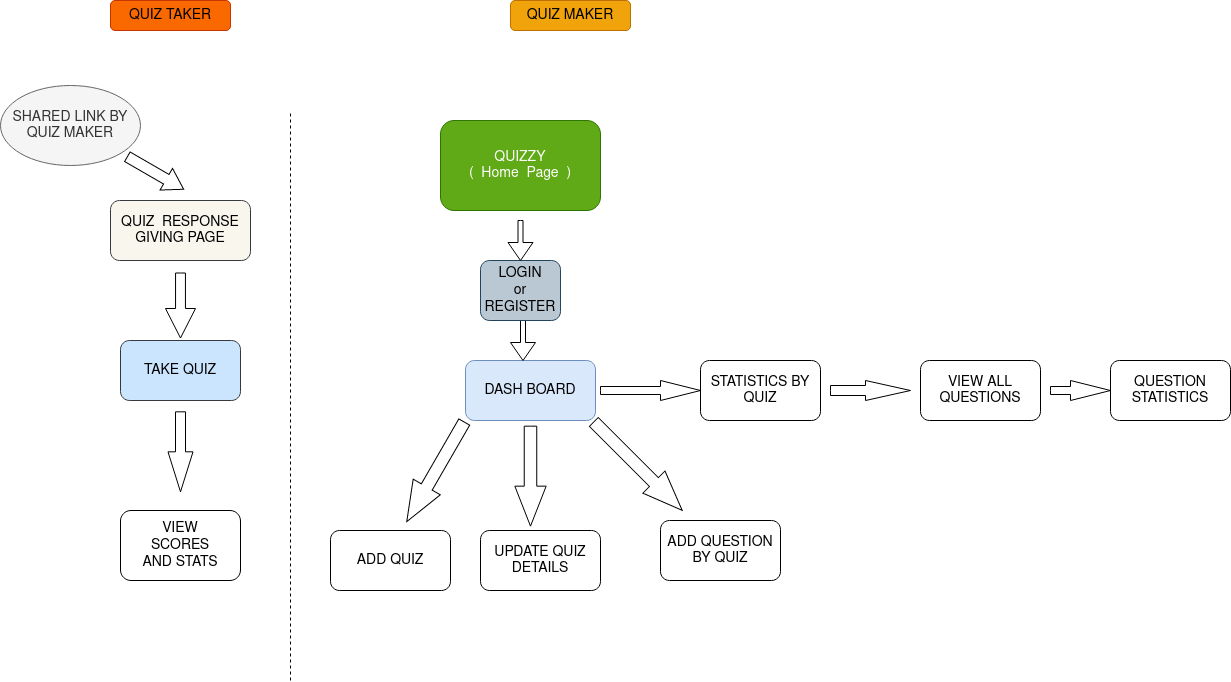 QUIZ TAKER
QUIZ MAKER
SHARED LINK BY
QUIZ MAKER
QUIZ RESPONSE
GIVING PAGE
TAKE QUIZ
VIEW
SCORES
AND STATS
QUIZZY
( Home Page )
LOGIN
or
REGISTER
DASH BOARD
STATISTICS BY
QUIZ
VIEW ALL
QUESTIONS
QUESTION
STATISTICS
ADD QUIZ
UPDATE QUIZ
DETAILS
ADD QUESTION
BY QUIZ